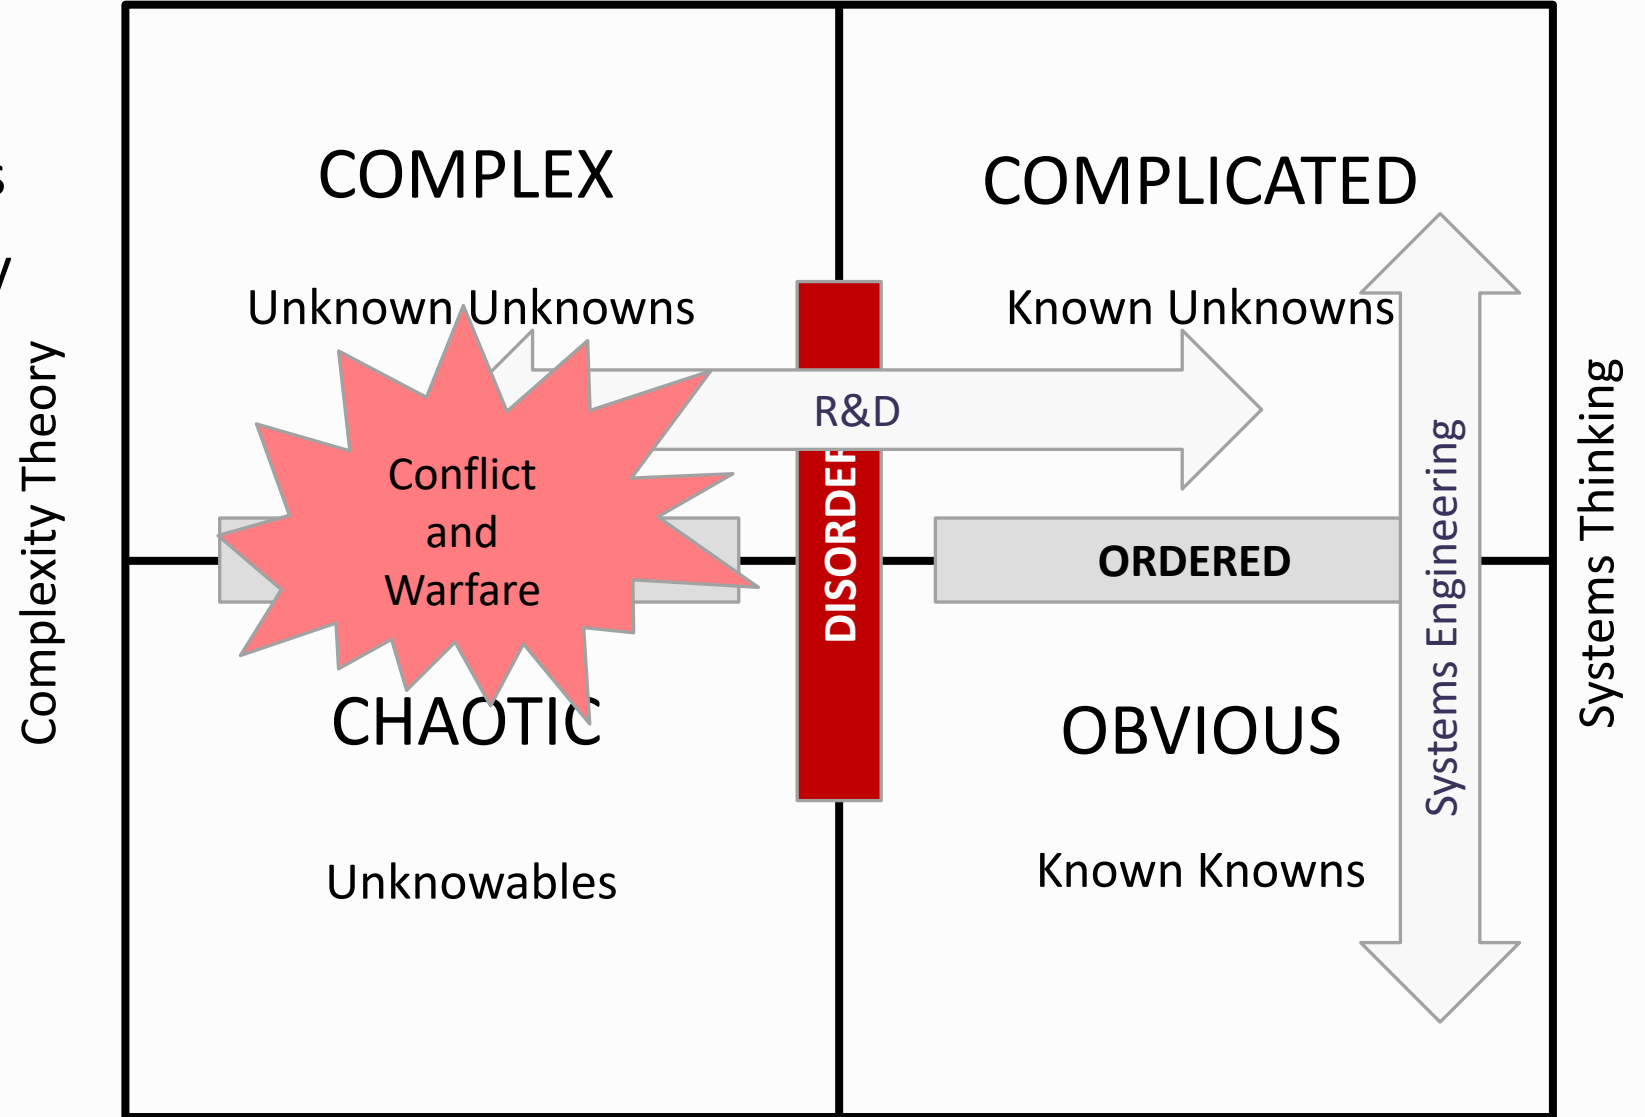 COMPLEX
Unknown Unknowns
COMPLICATED
Known Unknowns
R&D
Conflict
and
Warfare
DISORDER
ORDERED
CHAOTIC
Unknowables
OBVIOUS
Known Knowns
Systems Engineering
Complexity Theory
Systems Thinking